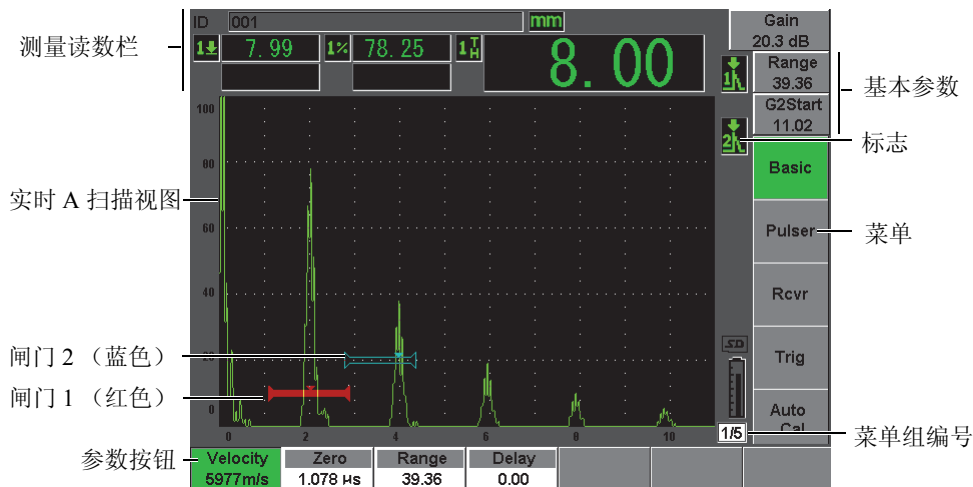 ID 001 mm
Gain
20.3 dB
测量读数栏
7.99 1% 78.25 1 TH 8.00
Range
39.36
基本参数
G2Start
11.02
标志
100
80
60
40
20
0
实时 A 扫描视图
Basic
Pulser
菜单
Rcvr
Trig
Auto
Cal
闸门 2 （蓝色）
闸门 1 （红色）
SD
1/5
菜单组编号
0 2 4 6 8 10
参数按钮
Velocity Zero Range Delay
5977m/s 1.078 µs 39.36 0.00